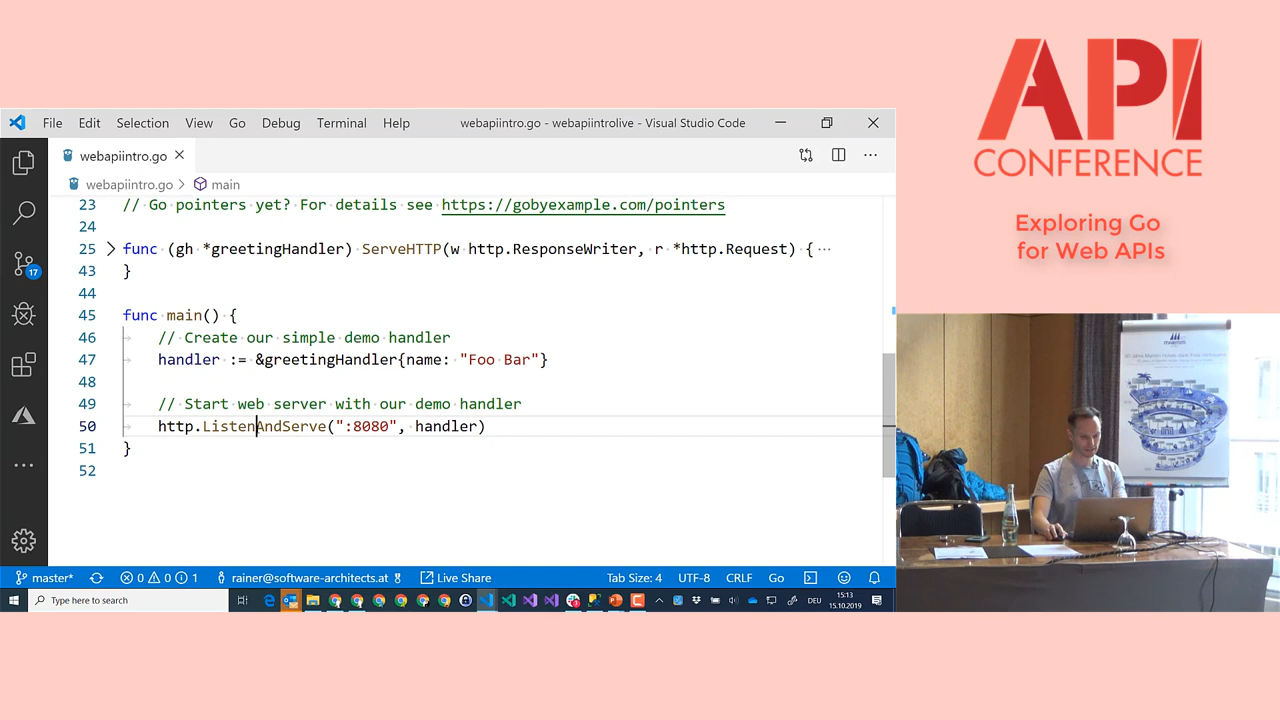 API
CONFERENCE
Exploring Go
for Web APIs
File Edit Selection View Go Debug Terminal Help
webapiintro.go - webapiintrolive - Visual Studio Code
webapiintro.go
webapiintro.go > main
23 // Go pointers yet? For details see https://gobyexample.com/pointers
24
25 func (gh *greetingHandler) ServeHTTP(w http.ResponseWriter, r *http.Request) {···
43 }
44
45 func main() {
46 // Create our simple demo handler
47 handler := &greetingHandler{name: "Foo Bar"}
48
49 // Start web server with our demo handler
50 http.ListenAndServe(":8080", handler)
51 }
52
17
master* 0 0 1 rainer@software-architects.at Live Share Tab Size: 4 UTF-8 CRLF Go
Type here to search
DEU
15:13
15.10.2019